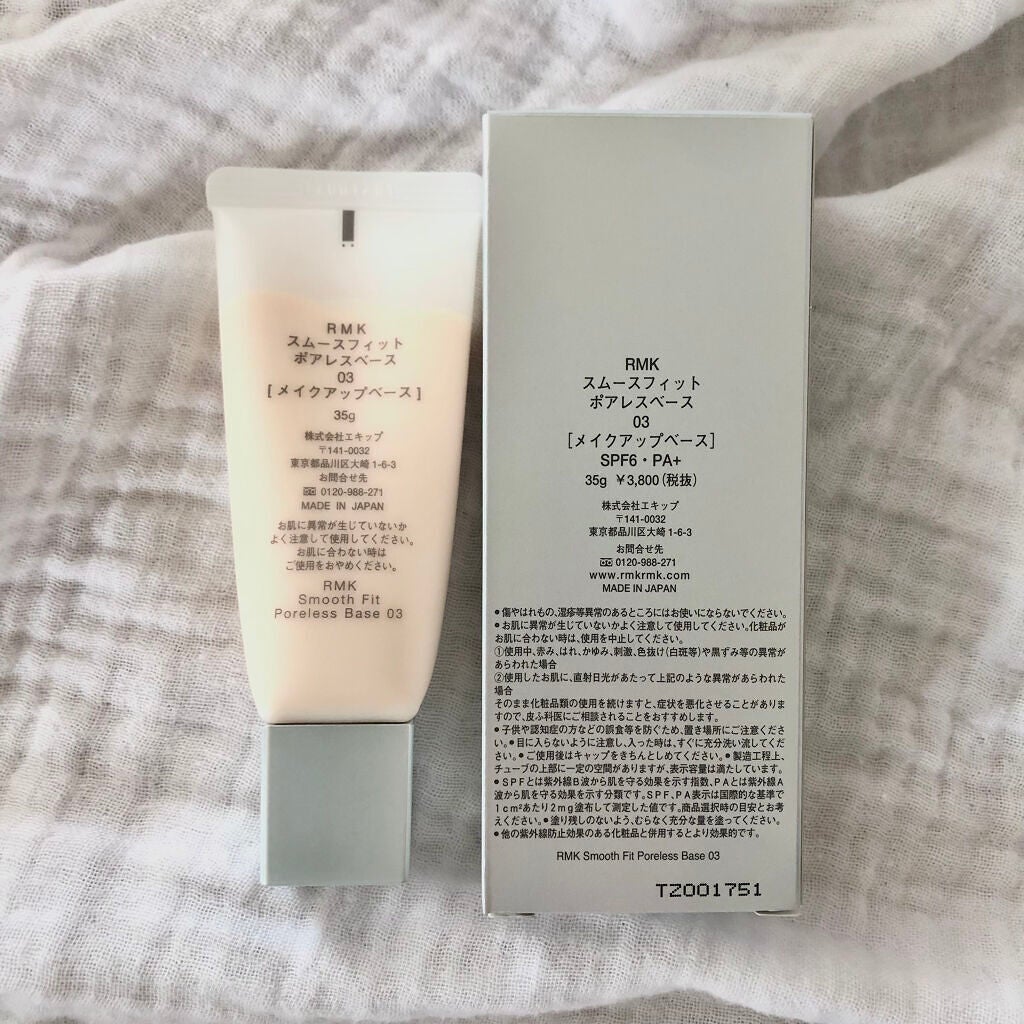 RMK
スムースフィット
ポアレスベース
03
[メイクアップベース]
35g
株式会社エキップ
〒141-0032
東京都品川区大崎1-6-3
お問合せ先
0120-988-271
MADE IN JAPAN
お肌に異常が生じていないか
よく注意して使用してください。
お肌に合わない時は
ご使用をおやめください。
RMK
Smooth Fit
Poreless Base 03
RMK
スムースフィット
ポアレスベース
03
[メイクアップベース]
SPF6・PA+
35g ¥3,800(税抜)
株式会社エキップ
〒141-0032
東京都品川区大崎1-6-3
お問合せ先
0120-988-271
www.rmkrmk.com
MADE IN JAPAN
●傷やはれもの、湿疹等異常のあるところにはお使いにならないでください。
●お肌に異常が生じていないかよく注意して使用してください。化粧品が
お肌に合わない時は、使用を中止してください。
①使用中、赤み、はれ、かゆみ、刺激、色抜け(白斑等)や黒ずみ等の異常が
あらわれた場合
②使用したお肌に、直射日光があたって上記のような異常があらわれた
場合
そのまま化粧品類の使用を続けますと、症状を悪化させることがありま
すので、皮ふ科医にご相談されることをおすすめします。
●子供や認知症の方などの誤食等を防ぐため、置き場所にご注意くださ
い。●目に入らないように注意し、入った時は、すぐに充分洗い流してくだ
さい。●ご使用後はキャップをきちんとしめてください。●製造工程上、
チューブの上部に一定の空間がありますが、表示容量は満たしています。
●SPFとは紫外線B波から肌を守る効果を示す指数、PAとは紫外線A
波から肌を守る効果を示す分類です。SPF、PA表示は国際的な基準で
1cm²あたり2mg塗布して測定した値です。商品選択時の目安とお考
えください。●塗り残しのないよう、むらなく充分な量を塗ってください。
●他の紫外線防止効果のある化粧品と併用するとより効果的です。
RMK Smooth Fit Poreless Base 03
TZ001751